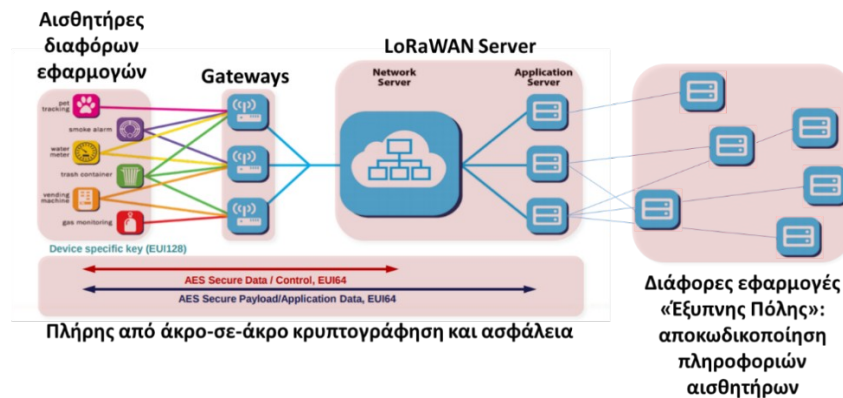 Αισθητήρες
διαφόρων
εφαρμογών
Gateways
LoRaWAN Server
Network
Server
Application
Server
pet
tracking
smoke alarm
water
meter
trash container
vending
machine
gas monitoring
Device specific key (EUI128)
AES Secure Data / Control, EUI64
AES Secure Payload/Application Data, EUI64
Πλήρης από άκρο-σε-άκρο κρυπτογράφηση και ασφάλεια
Διάφορες εφαρμογές
«Έξυπνης Πόλης»:
αποκωδικοποίηση
πληροφοριών
αισθητήρων